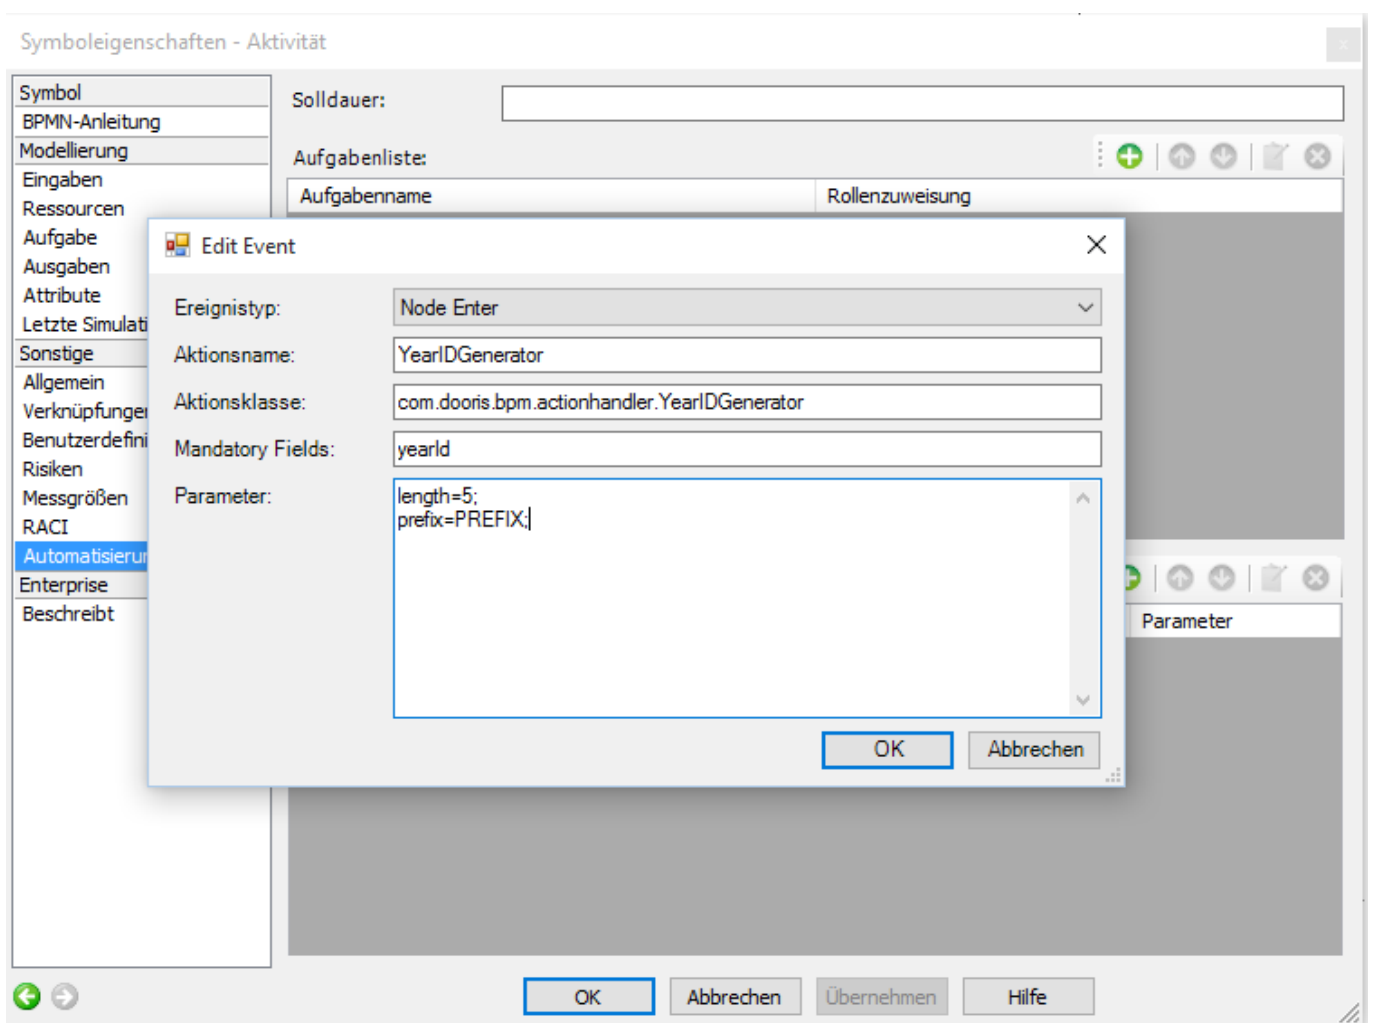 Symboleigenschaften - Aktivität
x
Symbol
BPMN-Anleitung
Modellierung
Eingaben
Ressourcen
Aufgabe
Ausgaben
Attribute
Letzte Simulati
Sonstige
Allgemein
Verknüpfunge
Benutzerdefini
Risiken
Messgrößen
RACI
Automatisierun
Enterprise
Beschreibt
Solldauer:
Aufgabenliste:
Aufgabenname Rollenzuweisung
Edit Event
Ereignistyp: Node Enter
Aktionsname: YearIDGenerator
Aktionsklasse: com.dooris.bpm.actionhandler.YearIDGenerator
Mandatory Fields: yearId
Parameter: length=5;
prefix=PREFIX;
OK Abbrechen
Parameter
OK Abbrechen Übernehmen Hilfe